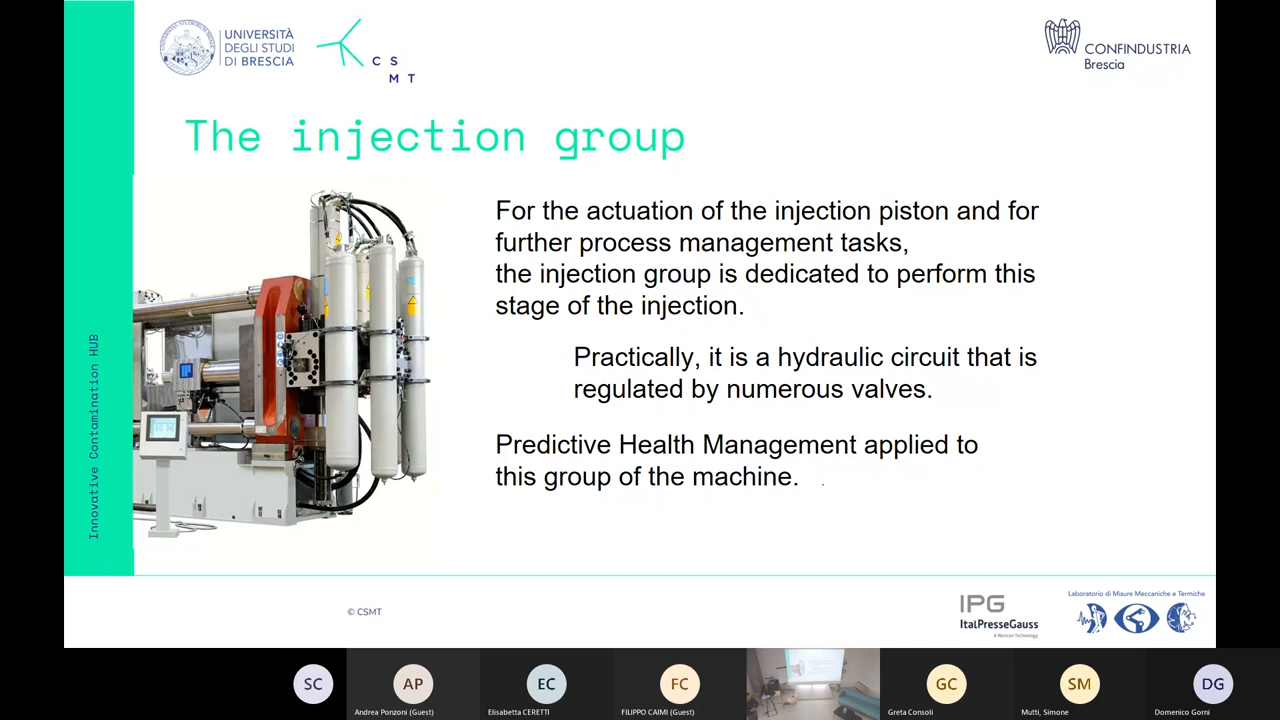 UNIVERSITÀ
DEGLI STUDI
DI BRESCIA
C S
M T
CONFINDUSTRIA
Brescia
The injection group
For the actuation of the injection piston and for
further process management tasks,
the injection group is dedicated to perform this
stage of the injection.
Practically, it is a hydraulic circuit that is
regulated by numerous valves.
Predictive Health Management applied to
this group of the machine.
Innovative Contamination HUB
© CSMT
IPG
ItalPresseGauss
A Norican Technology
Laboratorio di Misure Meccaniche e Termiche
SC
AP
Andrea Ponzoni (Guest)
EC
Elisabetta CERETTI
FC
FILIPPO CAIMI (Guest)
GC
Greta Consoli
SM
Mutti, Simone
DG
Domenico Gorni